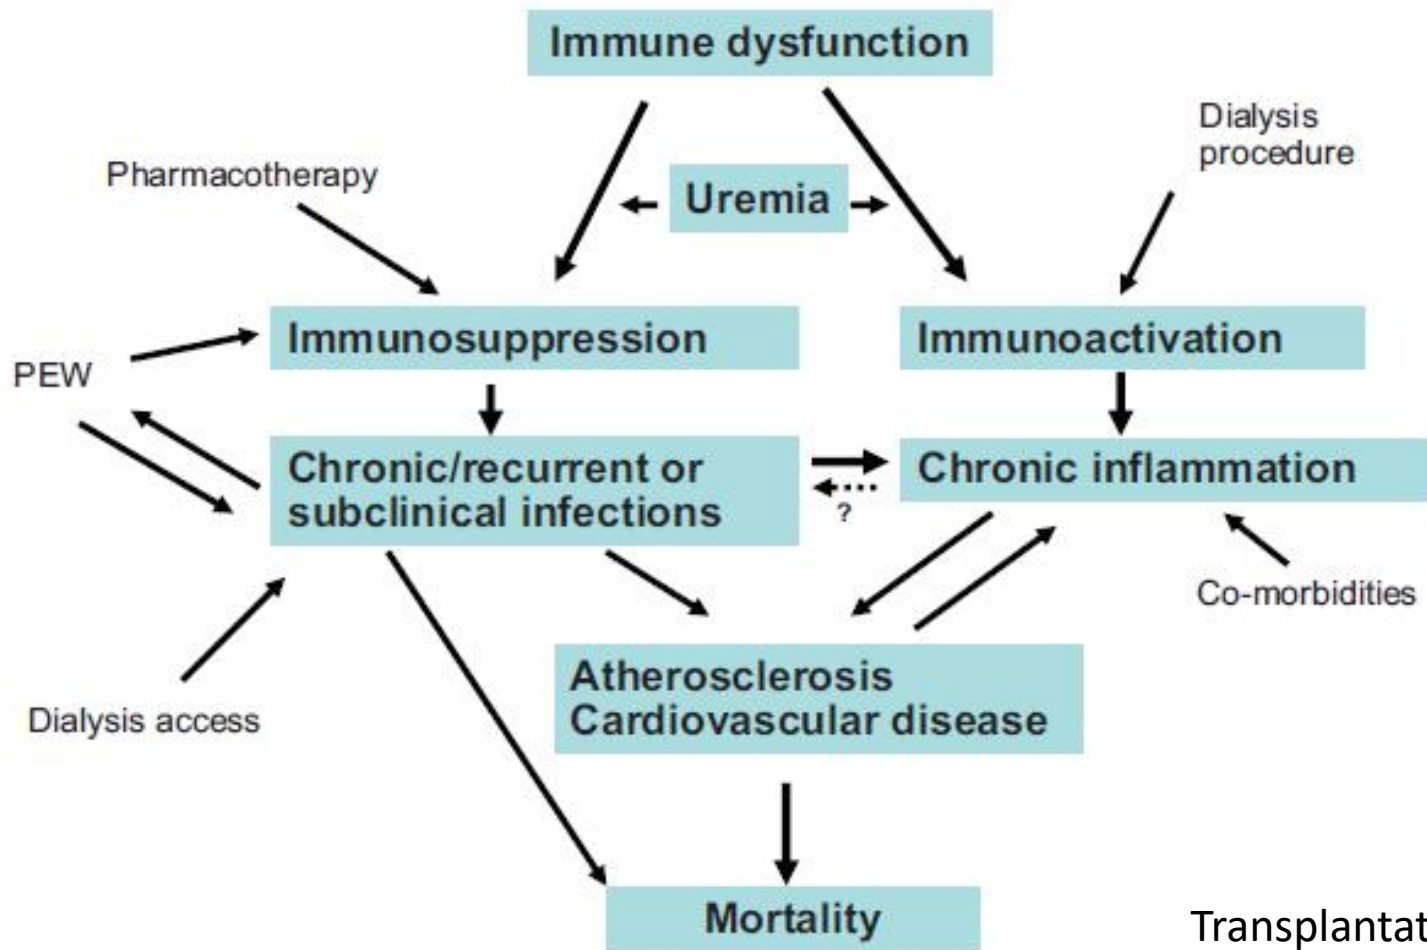 Immune dysfunction
Dialysis
procedure
Pharmacotherapy
Uremia
Immunosuppression
Immunoactivation
PEW
Chronic/recurrent or
subclinical infections
Chronic inflammation
?
Co-morbidities
Atherosclerosis
Cardiovascular disease
Dialysis access
Mortality
Transplantat